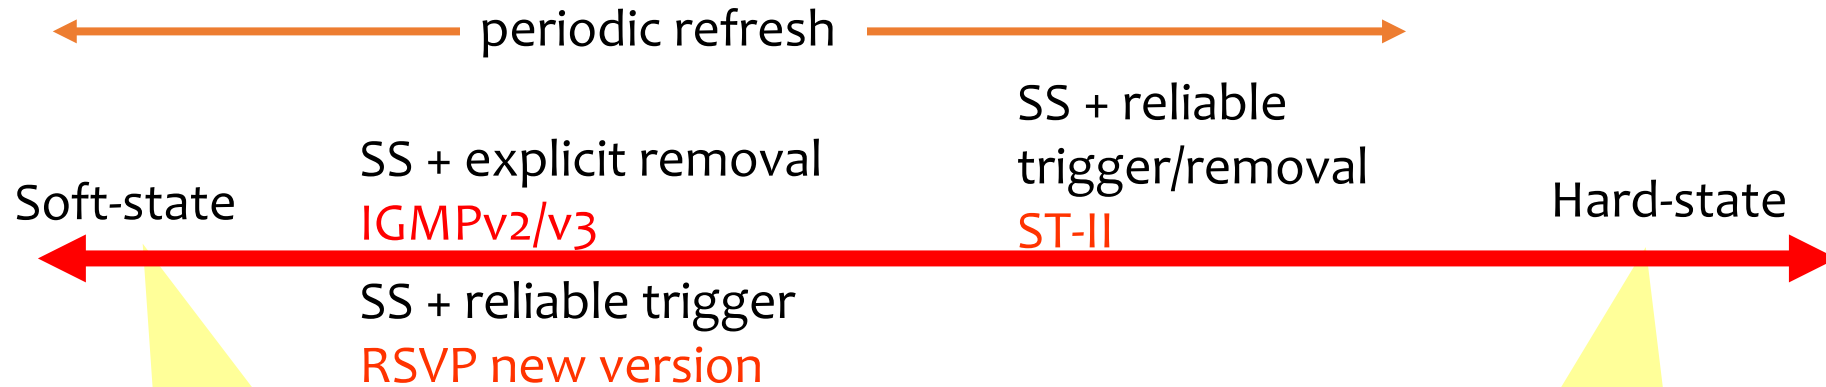 periodic refresh
SS + reliable
trigger/removal
ST-II
SS + explicit removal
IGMPv2/v3
Soft-state
Hard-state
SS + reliable trigger
RSVP new version